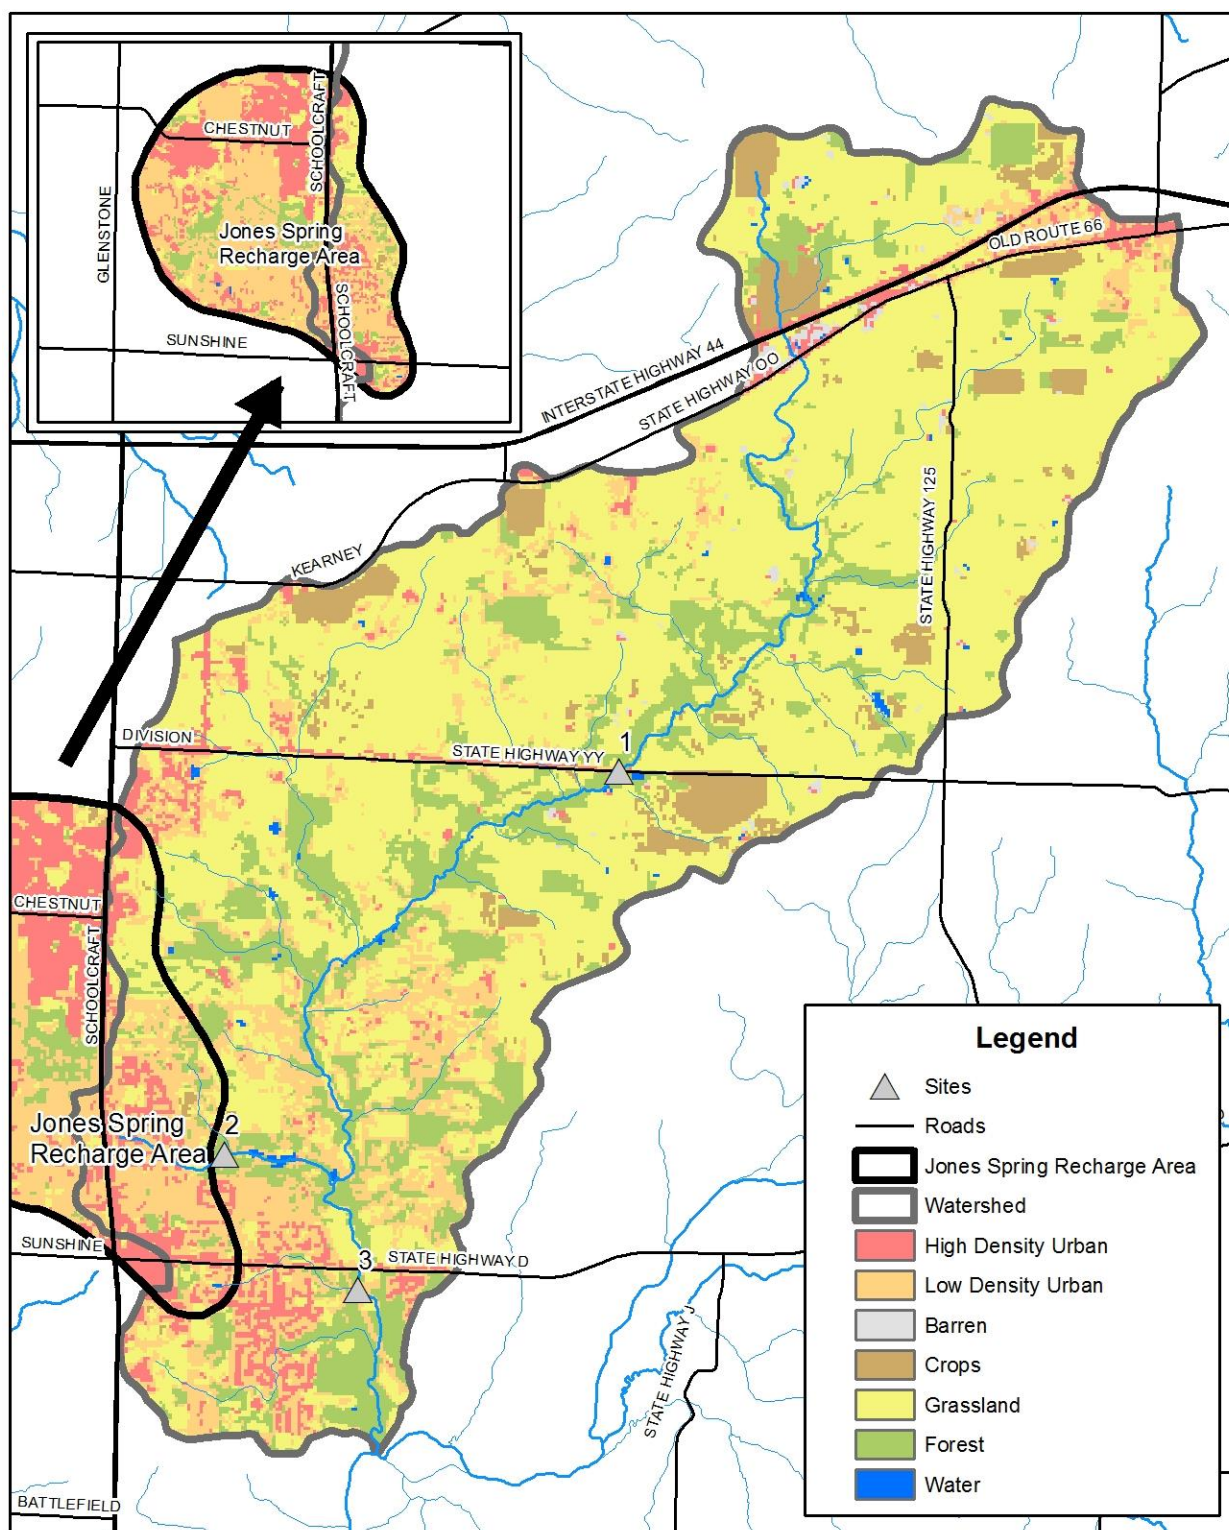 GLENSTONE
CHESTNUT
SCHOOLCRAFT
Jones Spring
Recharge Area
SCHOOLCRAFT
SUNSHINE
OLD ROUTE 66
INTERSTATE HIGHWAY 44
STATE HIGHWAY OO
STATE HIGHWAY 125
KEARNEY
DIVISION
STATE HIGHWAY YY
1
CHESTNUT
SCHOOLCRAFT
Jones Spring
Recharge Area
2
SUNSHINE
3
STATE HIGHWAY D
STATE HIGHWAY J
BATTLEFIELD
Legend
Sites
Roads
Jones Spring Recharge Area
Watershed
High Density Urban
Low Density Urban
Barren
Crops
Grassland
Forest
Water